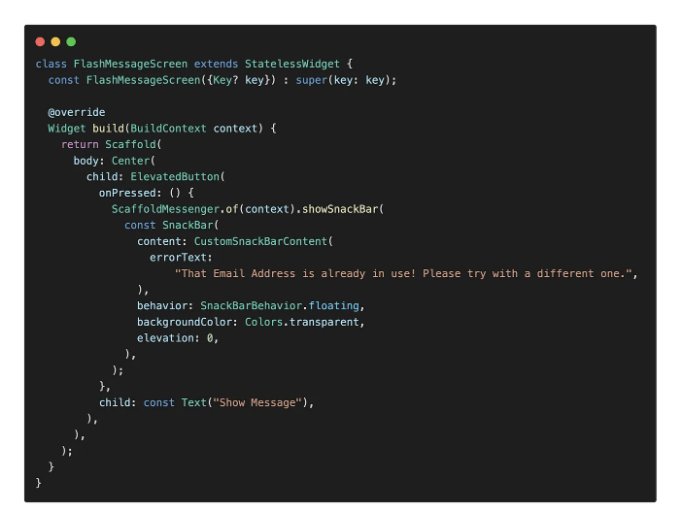 class FlashMessageScreen extends StatelessWidget {
  const FlashMessageScreen({Key? key}) : super(key: key);

  @override
  Widget build(BuildContext context) {
    return Scaffold(
      body: Center(
        child: ElevatedButton(
          onPressed: () {
            ScaffoldMessenger.of(context).showSnackBar(
              const SnackBar(
                content: CustomSnackBarContent(
                  errorText:
                      "That Email Address is already in use! Please try with a different one.",
                ),
                behavior: SnackBarBehavior.floating,
                backgroundColor: Colors.transparent,
                elevation: 0,
              ),
            );
          },
          child: const Text("Show Message"),
        ),
      ),
    );
  }
}